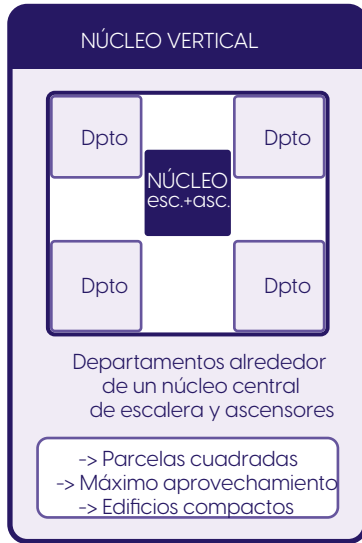 NÚCLEO VERTICAL
Dpto
Dpto
NÚCLEO
esc.+asc.
Dpto
Dpto
Departamentos alrededor
de un núcleo central
de escalera y ascensores
-> Parcelas cuadradas
-> Máximo aprovechamiento
-> Edificios compactos